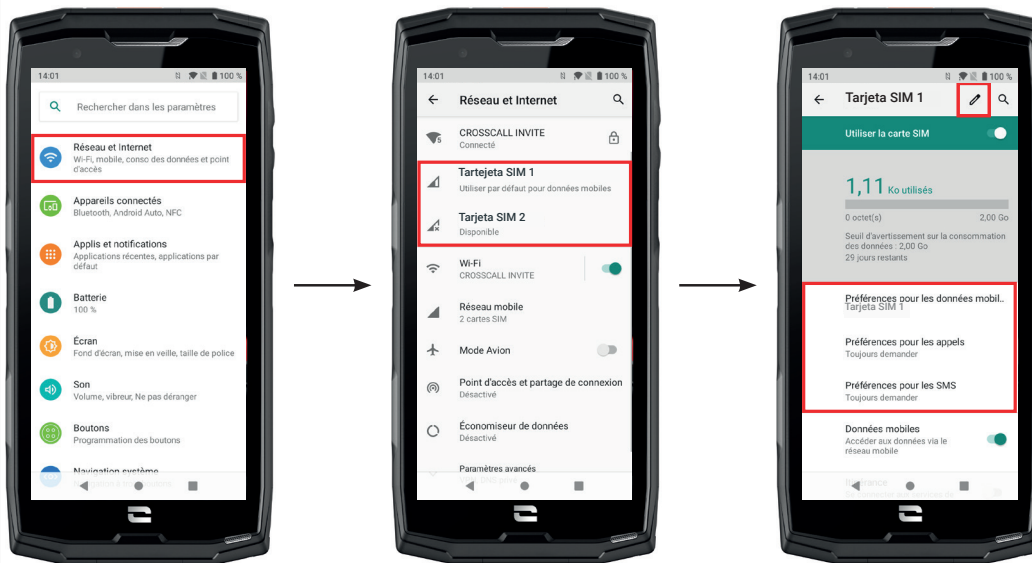 14:01
100 %
Rechercher dans les paramètres
Réseau et Internet
Wi-Fi, mobile, conso des données et point
d'accès
Appareils connectés
Bluetooth, Android Auto, NFC
Applis et notifications
Applications récentes, applications par
défaut
Batterie
100 %
Écran
Fond d'écran, mise en veille, taille de police
Son
Volume, vibreur, Ne pas déranger
Boutons
Programmation des boutons
Navigation système
14:01
100 %
Réseau et Internet
CROSSCALL INVITE
Connecté
Tartejeta SIM 1
Utiliser par défaut pour données mobiles
Tarjeta SIM 2
Disponible
Wi-Fi
CROSSCALL INVITE
Réseau mobile
2 cartes SIM
Mode Avion
Point d'accès et partage de connexion
Désactivé
Économiseur de données
Désactivé
Paramètres avancés
14:01
100 %
Tarjeta SIM 1
Utiliser la carte SIM
1,11 Ko utilisés
0 octet(s) 2,00 Go
Seuil d'avertissement sur la consommation
des données : 2,00 Go
29 jours restants
Préférences pour les données mobil..
Tarjeta SIM 1
Préférences pour les appels
Toujours demander
Préférences pour les SMS
Toujours demander
Données mobiles
Accéder aux données via le
réseau mobile
Itinérance